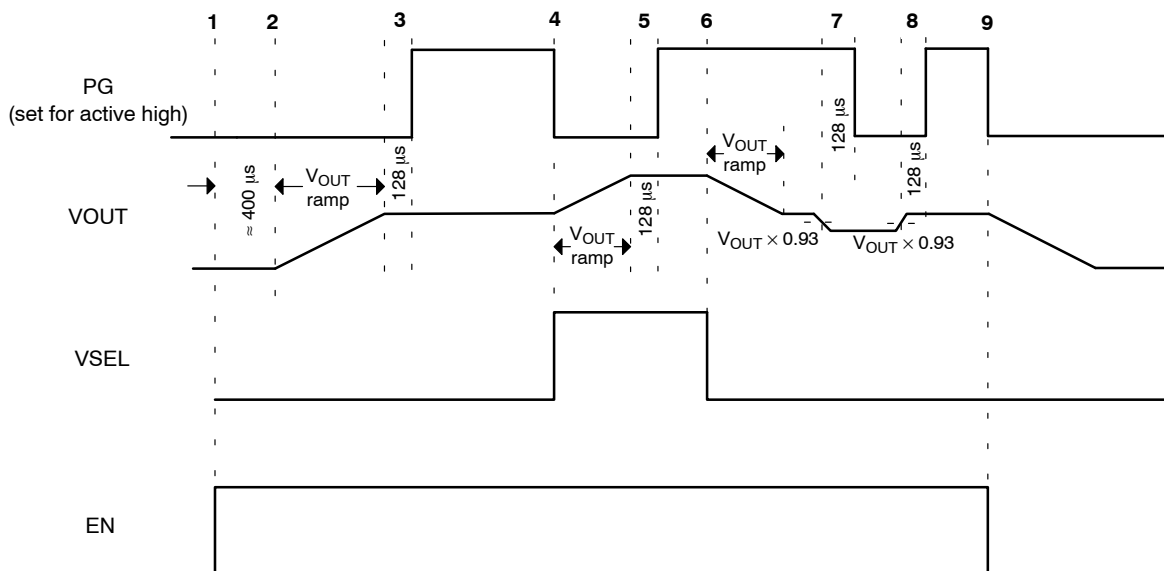 1 2 3 4 5 6 7 8 9
PG
(set for active high)
≈ 400 μs
VOUT
ramp
128 μs
VOUT
ramp
128 μs
VOUT
ramp
128 μs
128 μs
VOUT × 0.93
VOUT × 0.93
VOUT
VSEL
EN